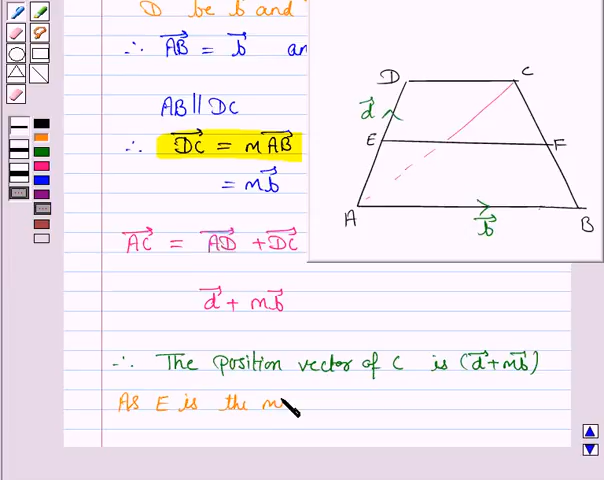 D be b⃗ and
∴ AB⃗ = b⃗ an
AB || DC
∴ DC⃗ = mAB⃗
= mb⃗
AC⃗ = AD⃗ + DC⃗
d⃗ + mb⃗
∴ The position vector of C is (d⃗ + mb⃗)
As E is the m
D
C
d⃗
E
F
A
B
b⃗